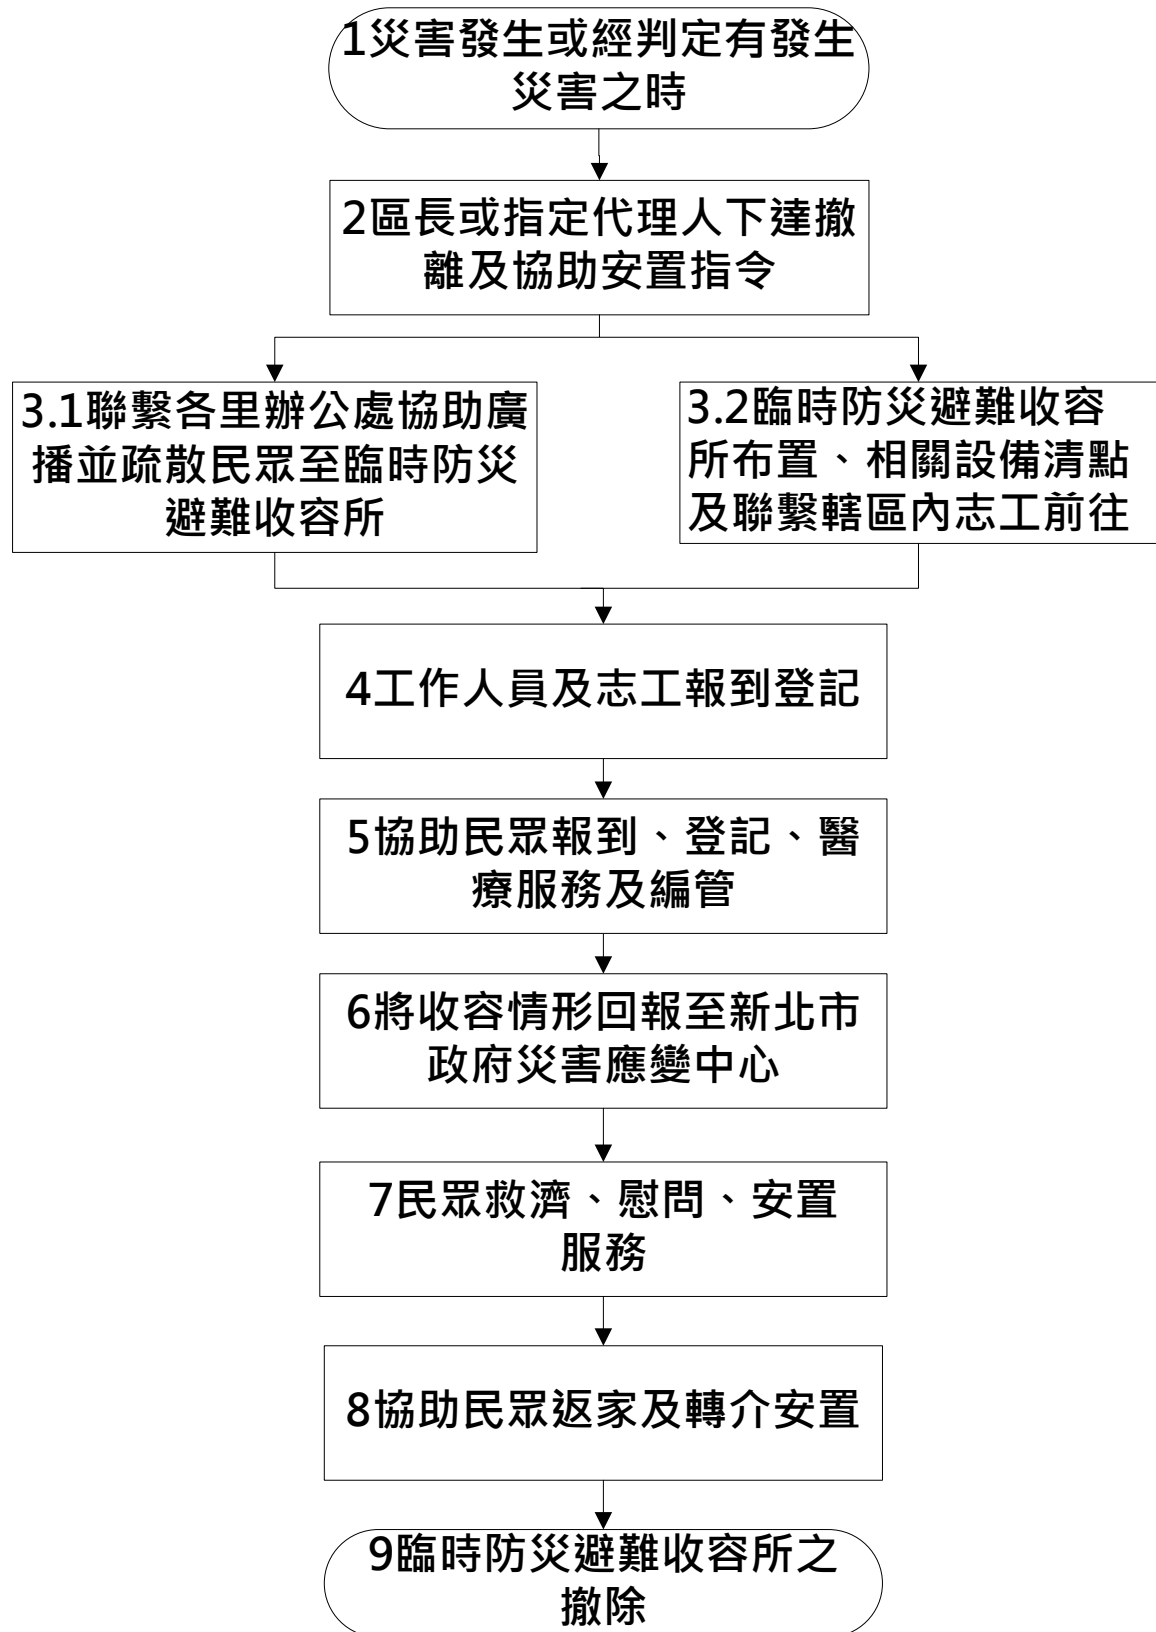 1災害發生或經判定有發生
災害之時
2區長或指定代理人下達撤
離及協助安置指令
3.1聯繫各里辦公處協助廣
播並疏散民眾至臨時防災
避難收容所
3.2臨時防災避難收容
所布置、相關設備清點
及聯繫轄區內志工前往
4工作人員及志工報到登記
5協助民眾報到、登記、醫
療服務及編管
6將收容情形回報至新北市
政府災害應變中心
7民眾救濟、慰問、安置
服務
8協助民眾返家及轉介安置
9臨時防災避難收容所之
撤除